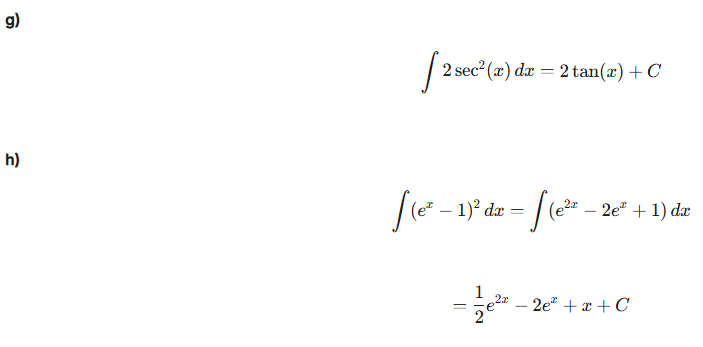 g)
∫ 2 sec²(x) dx = 2 tan(x) + C
h)
∫ (eˣ − 1)² dx = ∫ (e²ˣ − 2eˣ + 1) dx
= 1/2 e²ˣ − 2eˣ + x + C